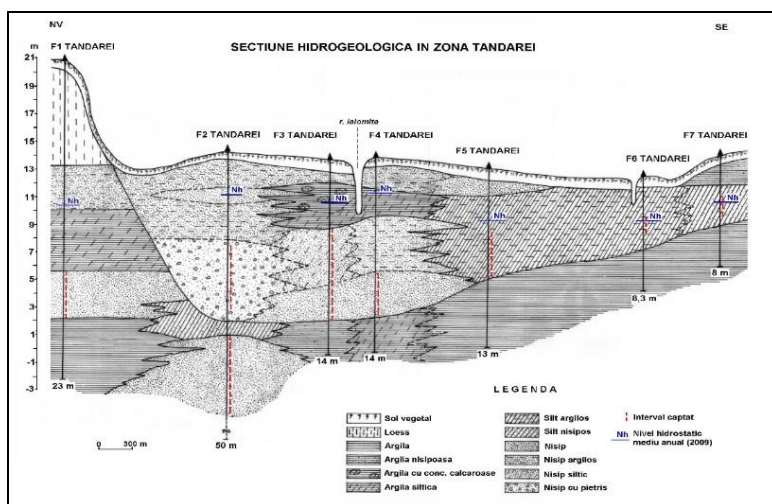 NV
SE
SECTIUNE HIDROGEOLOGICA IN ZONA TANDAREI
m
F1 TANDAREI
r. Ialomita
F2 TANDAREI
F3 TANDAREI
F4 TANDAREI
F5 TANDAREI
F6 TANDAREI
F7 TANDAREI
21
19
17
15
13
11
9
7
5
3
1
-1
-3
Nh
Nh
Nh
Nh
Nh
Nh
Nh
23 m
50 m
14 m
14 m
13 m
8,3 m
8 m
0 300 m
LEGENDA
Sol vegetal
Loess
Argila
Argila nisipoasa
Argila cu conc. calcaroase
Argila siltica
Silt argilos
Silt nisipos
Nisip
Nisip argilos
Nisip siltic
Nisip cu pietris
Interval captat
Nh Nivel hidrostatic
mediu anual (2009)